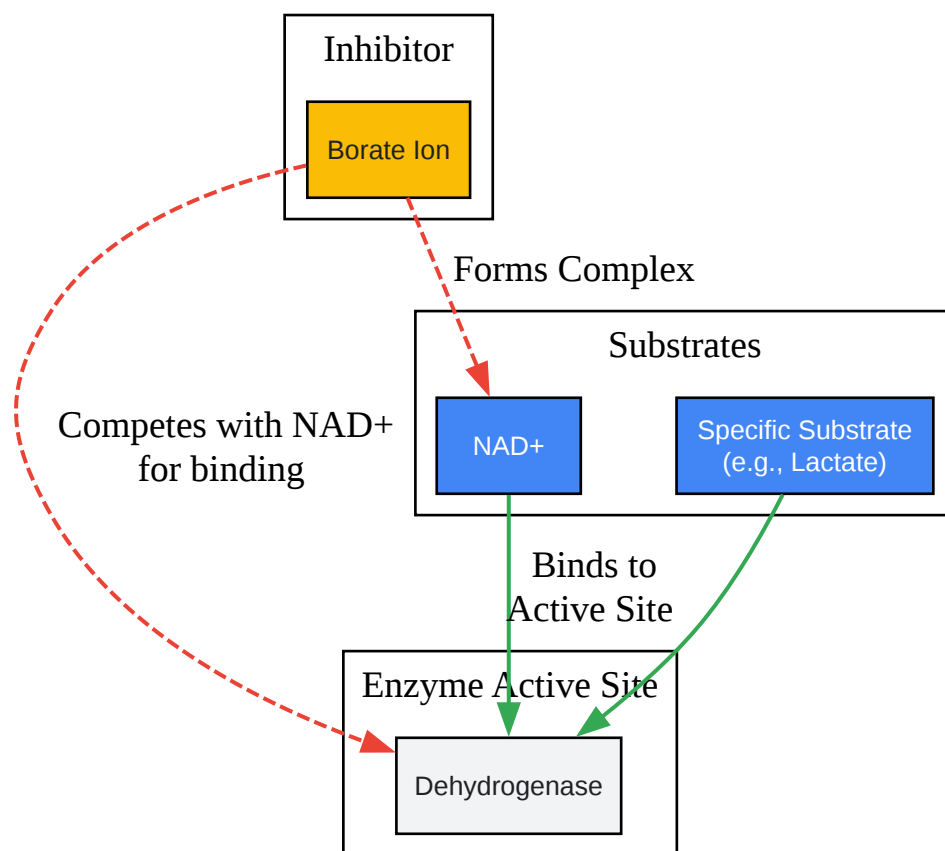 Inhibitor
Borate Ion
Forms Complex
Substrates
Competes with NAD+
for binding
NAD+
Specific Substrate
(e.g., Lactate)
Binds to
Active Site
Enzyme Active Site
Dehydrogenase